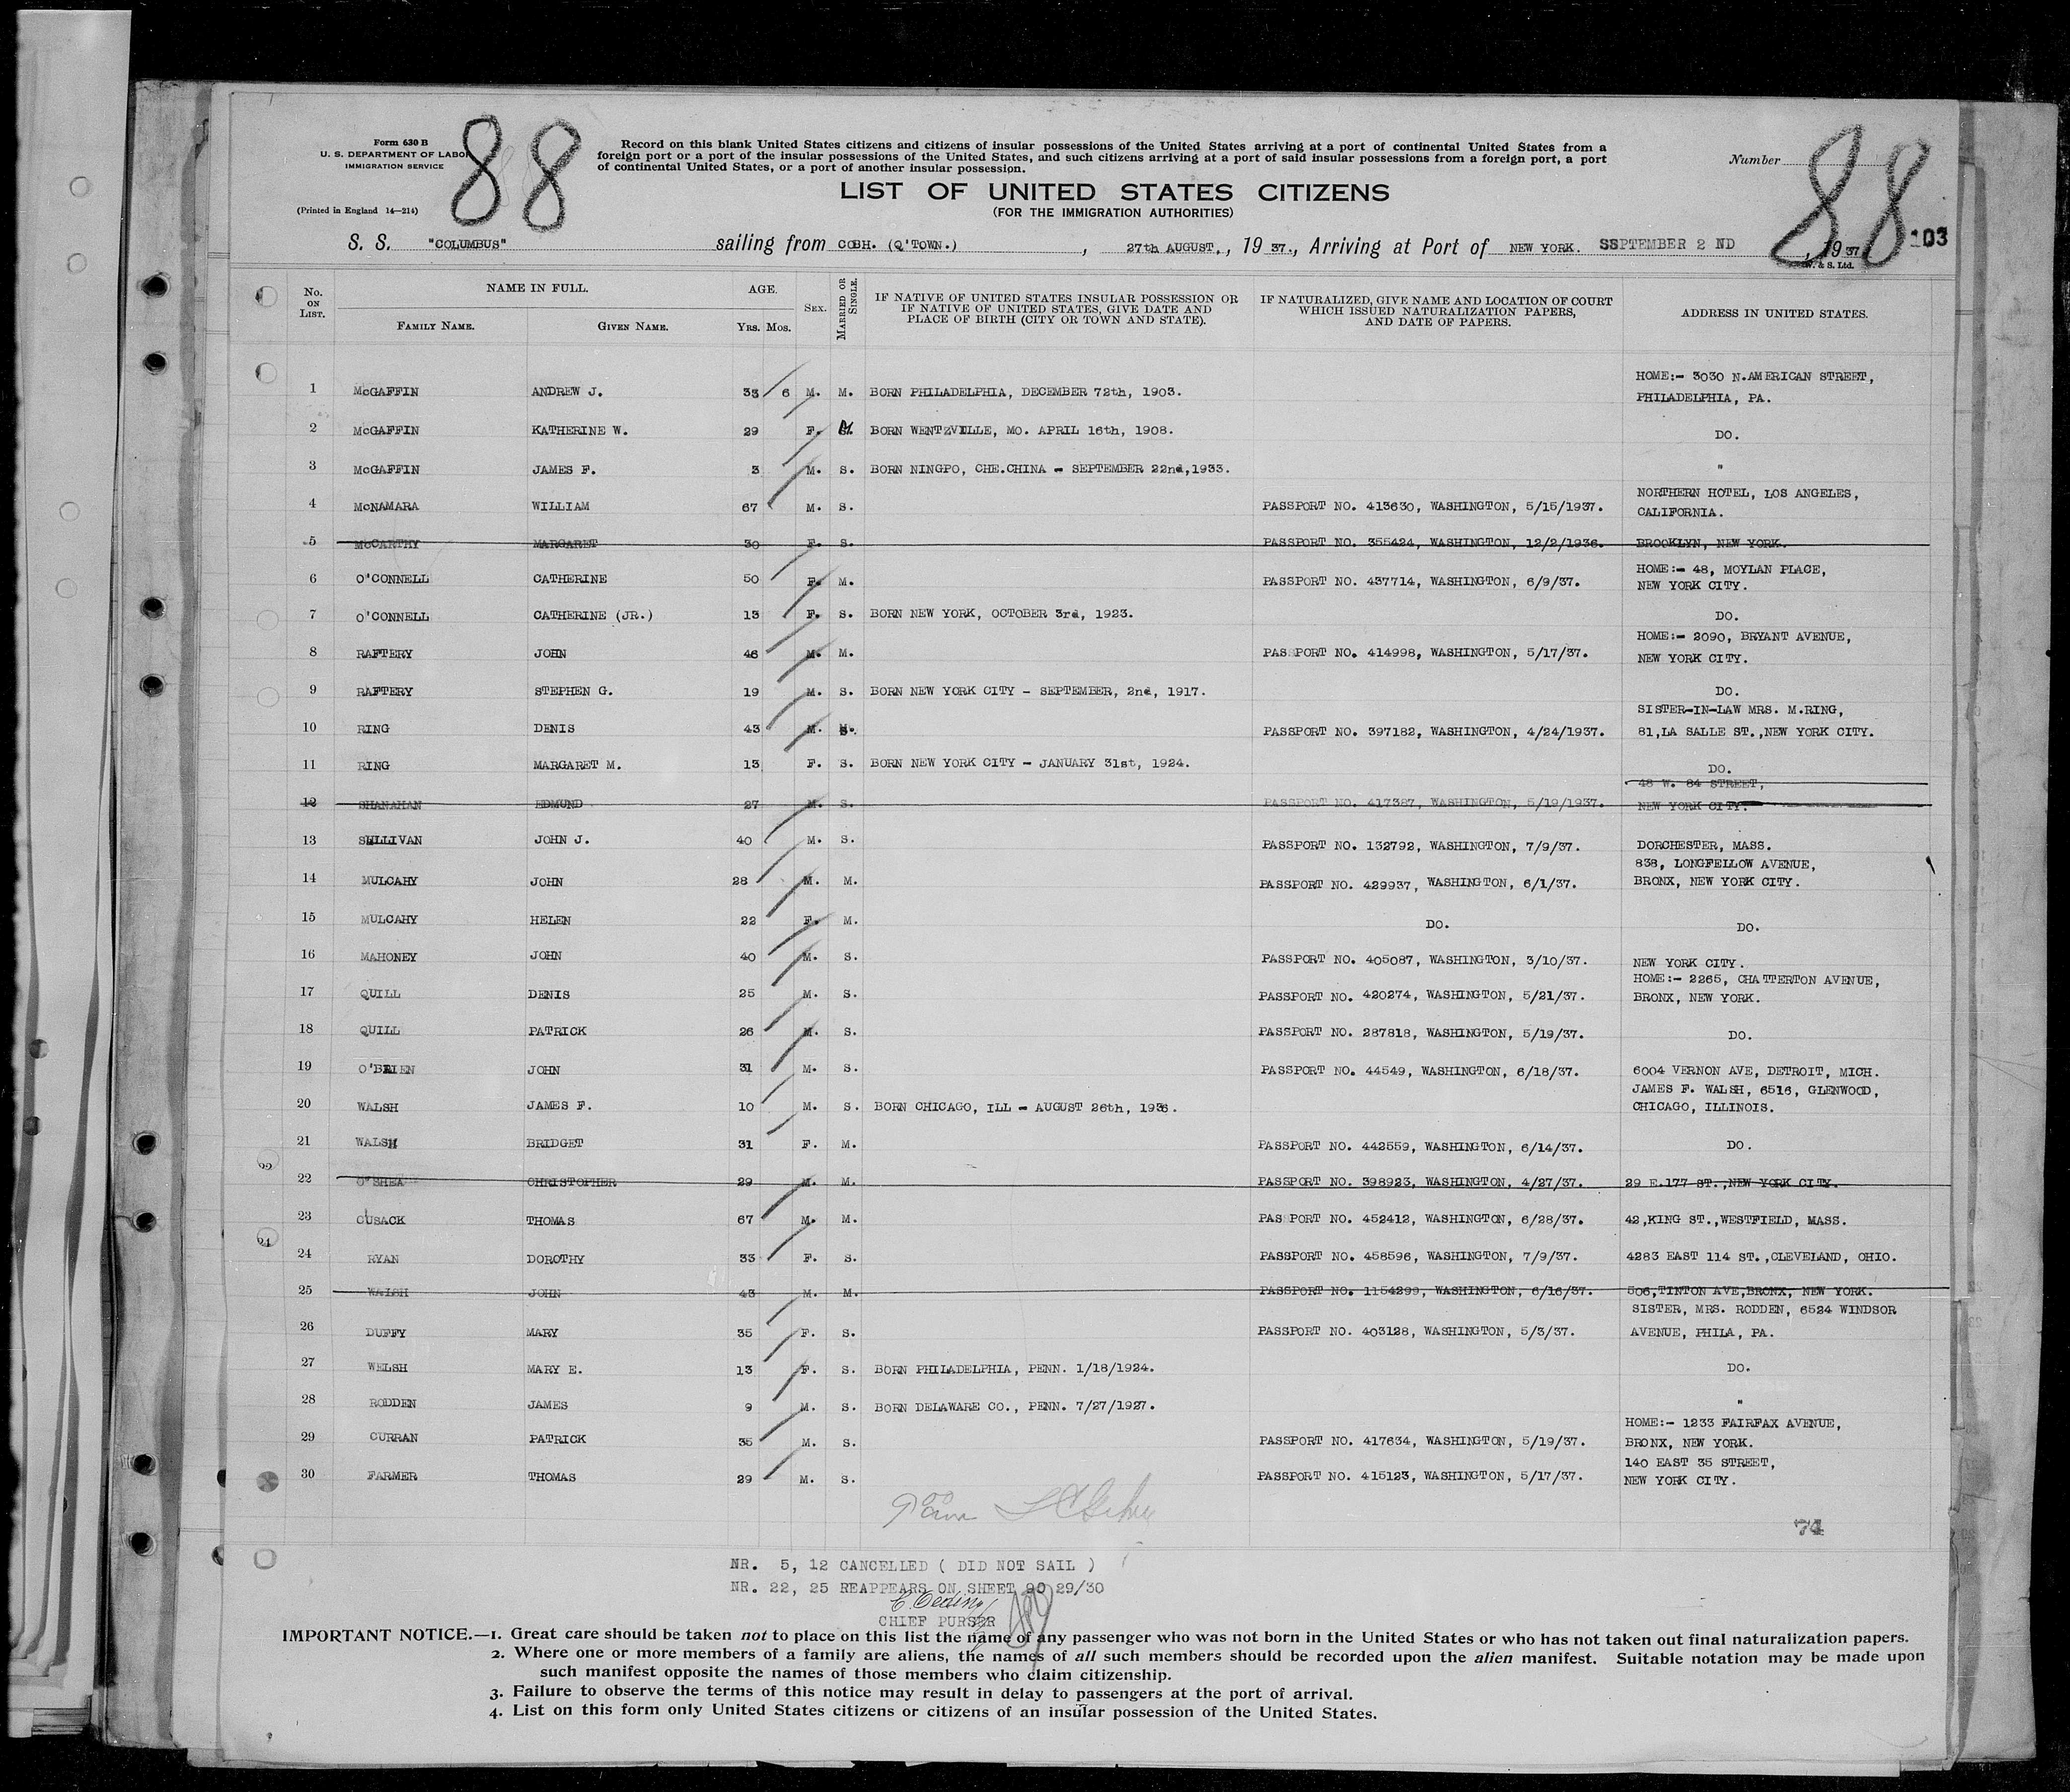 88
88
Form 630 B
U. S. DEPARTMENT OF LABOR
IMMIGRATION SERVICE
(Printed in England 14—214)
Record on this blank United States citizens and citizens of insular possessions of the United States arriving at a port of continental United States from a
foreign port or a port of the insular possessions of the United States, and such citizens arriving at a port of said insular possessions from a foreign port, a port
of continental United States, or a port of another insular possession.
Number
LIST OF UNITED STATES CITIZENS
(FOR THE IMMIGRATION AUTHORITIES)
S. S. "COLUMBUS" sailing from COBH. (Q'TOWN.) , 27th AUGUST., 1937., Arriving at Port of NEW YORK. SSPTEMBER 2 ND , 1937 103
W. & S. Ltd.
No. ON LIST. NAME IN FULL. FAMILY NAME. GIVEN NAME. AGE. Yrs. Mos. SEX. MARRIED OR SINGLE. IF NATIVE OF UNITED STATES INSULAR POSSESSION OR IF NATIVE OF UNITED STATES, GIVE DATE AND PLACE OF BIRTH (CITY OR TOWN AND STATE). IF NATURALIZED, GIVE NAME AND LOCATION OF COURT WHICH ISSUED NATURALIZATION PAPERS, AND DATE OF PAPERS. ADDRESS IN UNITED STATES.
HOME:- 3030 N.AMERICAN STREET,
1 McGAFFIN ANDREW J. 33 6 M. M. BORN PHILADELPHIA, DECEMBER 72th, 1903. PHILADELPHIA, PA.
2 McGAFFIN KATHERINE W. 29 F. M. BORN WENTZVILLE, MO. APRIL 16th, 1908. DO.
3 McGAFFIN JAMES F. 3 M. S. BORN NINGPO, CHE.CHINA - SEPTEMBER 22nd,1933. "
NORTHERN HOTEL, LOS ANGELES,
4 McNAMARA WILLIAM 67 M. S. PASSPORT NO. 413630, WASHINGTON, 5/15/1937. CALIFORNIA.
5 McCARTHY MARGARET 30 F. S. PASSPORT NO. 355424, WASHINGTON, 12/2/1936. BROOKLYN, NEW YORK.
HOME:- 48, MOYLAN PLACE,
6 O'CONNELL CATHERINE 50 F. M. PASSPORT NO. 437714, WASHINGTON, 6/9/37. NEW YORK CITY.
7 O'CONNELL CATHERINE (JR.) 13 F. S. BORN NEW YORK, OCTOBER 3rd, 1923. DO.
HOME:- 2090, BRYANT AVENUE,
8 RAFTERY JOHN 46 M. M. PASSPORT NO. 414998, WASHINGTON, 5/17/37. NEW YORK CITY.
9 RAFTERY STEPHEN G. 19 M. S. BORN NEW YORK CITY - SEPTEMBER, 2nd, 1917. DO.
SISTER-IN-LAW MRS. M.RING,
10 RING DENIS 43 M. S. PASSPORT NO. 397182, WASHINGTON, 4/24/1937. 81,LA SALLE ST.,NEW YORK CITY.
11 RING MARGARET M. 13 F. S. BORN NEW YORK CITY - JANUARY 31st, 1924. DO.
48 W. 84 STREET,
12 SHANAHAN EDMUND 27 M. S. PASSPORT NO. 417387, WASHINGTON, 5/19/1937. NEW YORK CITY.
13 SULLIVAN JOHN J. 40 M. S. PASSPORT NO. 132792, WASHINGTON, 7/9/37. DORCHESTER, MASS.
838, LONGFELLOW AVENUE,
14 MULCAHY JOHN 28 M. M. PASSPORT NO. 429937, WASHINGTON, 6/1/37. BRONX, NEW YORK CITY.
15 MULCAHY HELEN 22 F. M. DO. DO.
16 MAHONEY JOHN 40 M. S. PASSPORT NO. 405087, WASHINGTON, 3/10/37. NEW YORK CITY.
HOME:- 2265, CHATTERTON AVENUE,
17 QUILL DENIS 25 M. S. PASSPORT NO. 420274, WASHINGTON, 5/21/37. BRONX, NEW YORK.
18 QUILL PATRICK 26 M. S. PASSPORT NO. 287818, WASHINGTON, 5/19/37. DO.
19 O'BRIEN JOHN 31 M. S. PASSPORT NO. 44549, WASHINGTON, 6/18/37. 6004 VERNON AVE, DETROIT, MICH.
JAMES F. WALSH, 6516, GLENWOOD,
20 WALSH JAMES F. 10 M. S. BORN CHICAGO, ILL - AUGUST 26th, 1936. CHICAGO, ILLINOIS.
21 WALSH BRIDGET 31 F. M. PASSPORT NO. 442559, WASHINGTON, 6/14/37. DO.
22
22 O'SHEA CHRISTOPHER 29 M. M. PASSPORT NO. 398923, WASHINGTON, 4/27/37. 29 E.177 ST.,NEW YORK CITY.
23 CUSACK THOMAS 67 M. M. PASSPORT NO. 452412, WASHINGTON, 6/28/37. 42,KING ST.,WESTFIELD, MASS.
24
24 RYAN DOROTHY 33 F. S. PASSPORT NO. 458596, WASHINGTON, 7/9/37. 4283 EAST 114 ST.,CLEVELAND, OHIO.
25 WALSH JOHN 43 M. M. PASSPORT NO. 1154299, WASHINGTON, 6/16/37. 506,TINTON AVE,BRONX, NEW YORK.
SISTER, MRS. RODDEN, 6524 WINDSOR
26 DUFFY MARY 35 F. S. PASSPORT NO. 403128, WASHINGTON, 5/3/37. AVENUE, PHILA, PA.
27 WELSH MARY E. 13 F. S. BORN PHILADELPHIA, PENN. 1/18/1924. DO.
28 RODDEN JAMES 9 M. S. BORN DELAWARE CO., PENN. 7/27/1927. "
HOME:- 1233 FAIRFAX AVENUE,
29 CURRAN PATRICK 35 M. S. PASSPORT NO. 417634, WASHINGTON, 5/19/37. BRONX, NEW YORK.
140 EAST 35 STREET,
30 FARMER THOMAS 29 M. S. PASSPORT NO. 415123, WASHINGTON, 5/17/37. NEW YORK CITY.
74
NR. 5, 12 CANCELLED ( DID NOT SAIL )
NR. 22, 25 REAPPEARS ON SHEET 90 29/30
CHIEF PURSER
IMPORTANT NOTICE.—1. Great care should be taken not to place on this list the name of any passenger who was not born in the United States or who has not taken out final naturalization papers.
2. Where one or more members of a family are aliens, the names of all such members should be recorded upon the alien manifest. Suitable notation may be made upon
such manifest opposite the names of those members who claim citizenship.
3. Failure to observe the terms of this notice may result in delay to passengers at the port of arrival.
4. List on this form only United States citizens or citizens of an insular possession of the United States.